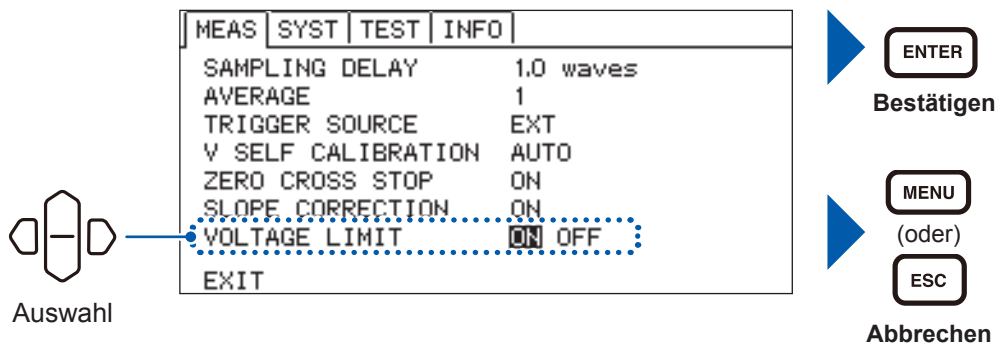 MEAS SYST TEST INFO
SAMPLING DELAY 1.0 waves
AVERAGE 1
TRIGGER SOURCE EXT
V SELF CALIBRATION AUTO
ZERO CROSS STOP ON
SLOPE CORRECTION ON
VOLTAGE LIMIT ON OFF
EXIT
Auswahl
ENTER
Bestätigen
MENU
(oder)
ESC
Abbrechen